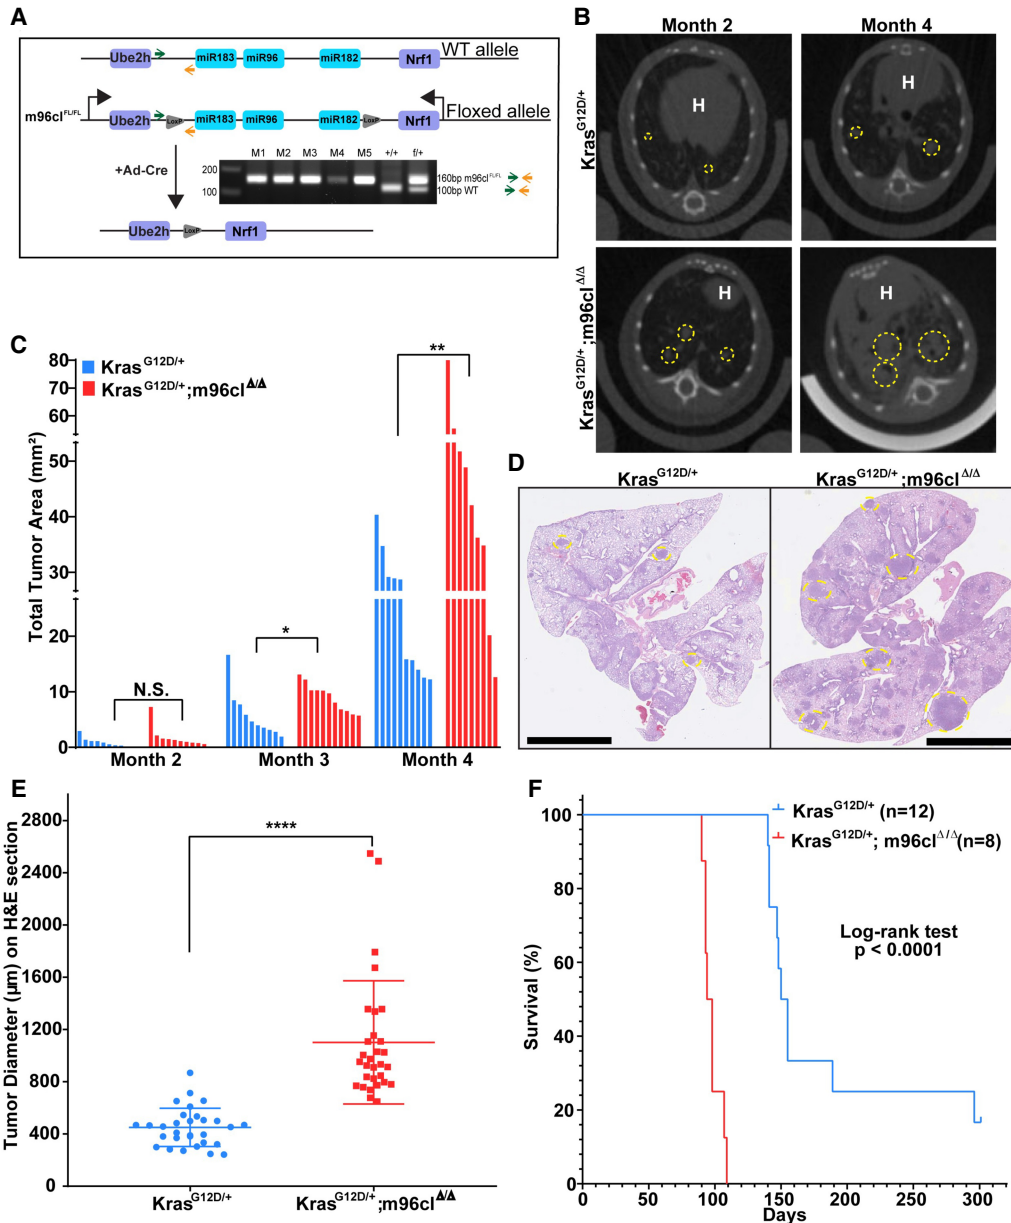 A
Ube2h miR183 miR96 miR182 Nrf1 WT allele
m96cl^FL/FL Ube2h LoxP miR183 miR96 miR182 LoxP Nrf1 Floxed allele
+Ad-Cre
M1 M2 M3 M4 M5 +/+ f/+
200
100
160bp m96cl^FL/FL
100bp WT
Ube2h LoxP Nrf1
B
Month 2 Month 4
Kras^G12D/+
H H
Kras^G12D/+;m96cl^Δ/Δ
H H
C
Kras^G12D/+
Kras^G12D/+;m96cl^Δ/Δ
Total Tumor Area (mm²)
80
70
60
50
40
30
20
10
0
N.S.
*
**
Month 2 Month 3 Month 4
D
Kras^G12D/+ Kras^G12D/+;m96cl^Δ/Δ
E
Tumor Diameter (µm) on H&E section
2800
2400
2000
1600
1200
800
400
0
****
Kras^G12D/+ Kras^G12D/+;m96cl^Δ/Δ
F
Kras^G12D/+ (n=12)
Kras^G12D/+; m96cl^Δ/Δ (n=8)
Log-rank test
p < 0.0001
Survival (%)
100
80
60
40
20
0
0 50 100 150 200 250 300
Days